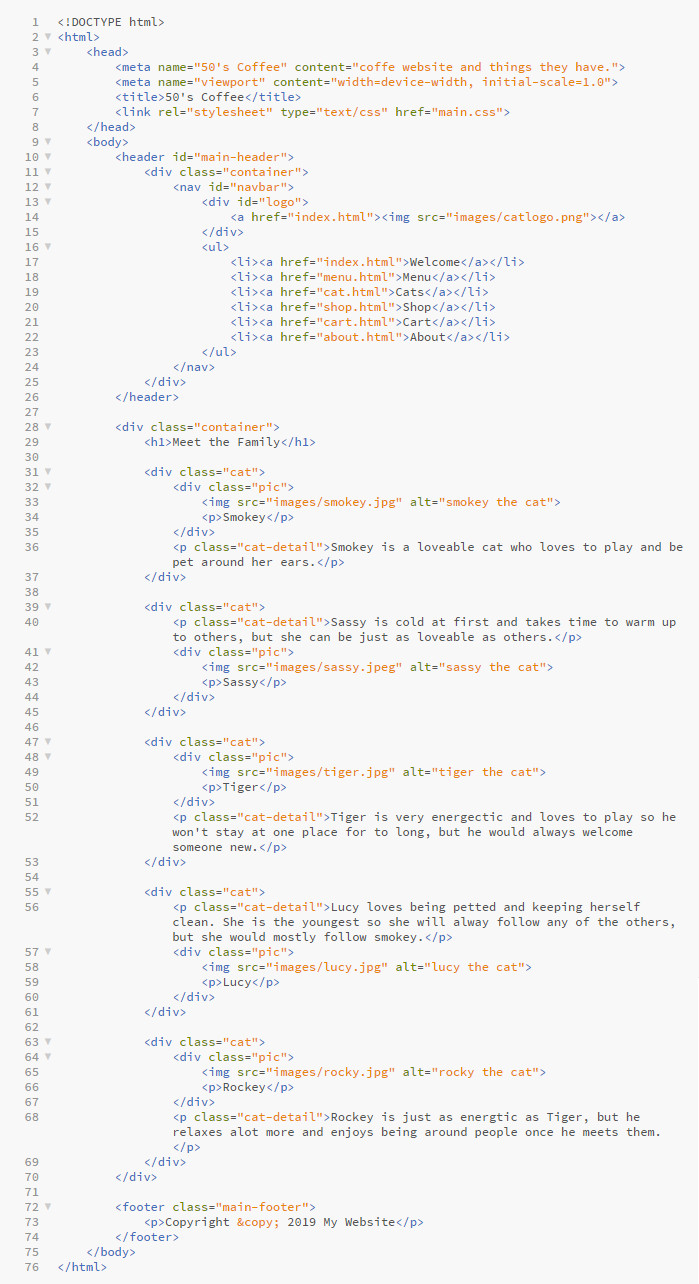 1 <!DOCTYPE html>
2 <html>
3 <head>
4 <meta name="50's Coffee" content="coffe website and things they have.">
5 <meta name="viewport" content="width=device-width, initial-scale=1.0">
6 <title>50's Coffee</title>
7 <link rel="stylesheet" type="text/css" href="main.css">
8 </head>
9 <body>
10 <header id="main-header">
11 <div class="container">
12 <nav id="navbar">
13 <div id="logo">
14 <a href="index.html"><img src="images/catlogo.png"></a>
15 </div>
16 <ul>
17 <li><a href="index.html">Welcome</a></li>
18 <li><a href="menu.html">Menu</a></li>
19 <li><a href="cat.html">Cats</a></li>
20 <li><a href="shop.html">Shop</a></li>
21 <li><a href="cart.html">Cart</a></li>
22 <li><a href="about.html">About</a></li>
23 </ul>
24 </nav>
25 </div>
26 </header>
27
28 <div class="container">
29 <h1>Meet the Family</h1>
30
31 <div class="cat">
32 <div class="pic">
33 <img src="images/smokey.jpg" alt="smokey the cat">
34 <p>Smokey</p>
35 </div>
36 <p class="cat-detail">Smokey is a loveable cat who loves to play and be
pet around her ears.</p>
37 </div>
38
39 <div class="cat">
40 <p class="cat-detail">Sassy is cold at first and takes time to warm up
to others, but she can be just as loveable as others.</p>
41 <div class="pic">
42 <img src="images/sassy.jpeg" alt="sassy the cat">
43 <p>Sassy</p>
44 </div>
45 </div>
46
47 <div class="cat">
48 <div class="pic">
49 <img src="images/tiger.jpg" alt="tiger the cat">
50 <p>Tiger</p>
51 </div>
52 <p class="cat-detail">Tiger is very energectic and loves to play so he
won't stay at one place for to long, but he would always welcome
someone new.</p>
53 </div>
54
55 <div class="cat">
56 <p class="cat-detail">Lucy loves being petted and keeping herself
clean. She is the youngest so she will alway follow any of the others,
but she would mostly follow smokey.</p>
57 <div class="pic">
58 <img src="images/lucy.jpg" alt="lucy the cat">
59 <p>Lucy</p>
60 </div>
61 </div>
62
63 <div class="cat">
64 <div class="pic">
65 <img src="images/rocky.jpg" alt="rocky the cat">
66 <p>Rockey</p>
67 </div>
68 <p class="cat-detail">Rockey is just as energtic as Tiger, but he
relaxes alot more and enjoys being around people once he meets them.
</p>
69 </div>
70 </div>
71
72 <footer class="main-footer">
73 <p>Copyright &copy; 2019 My Website</p>
74 </footer>
75 </body>
76 </html>